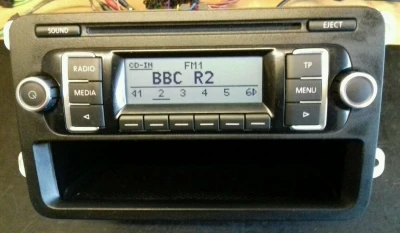 SOUND
EJECT
RADIO
CD-IN FM1
TP
BBC R2
MEDIA
MENU
1 2 3 4 5 6